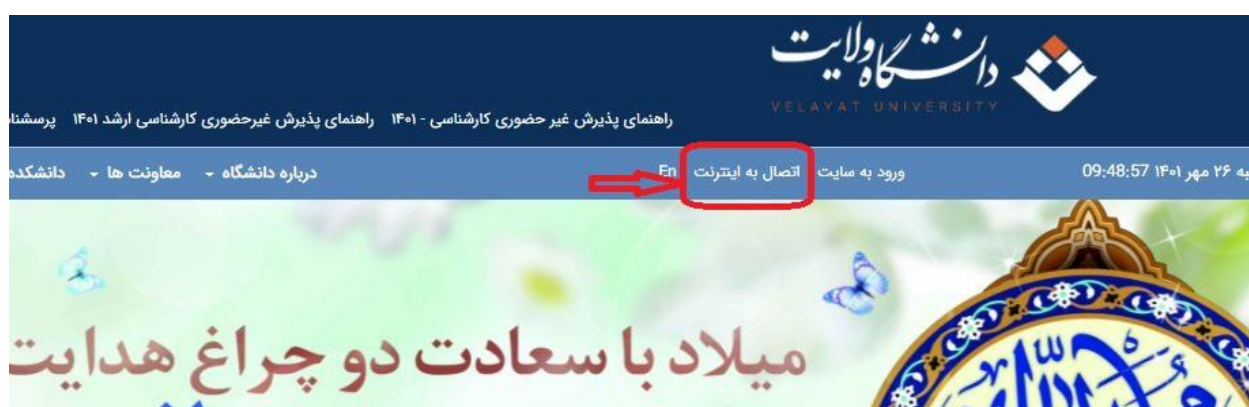 دانشگاه ولایت
VELAYAT UNIVERSITY
راهنمای پذیرش غیر حضوری کارشناسی - ۱۴۰۱ راهنمای پذیرش غیرحضوری کارشناسی ارشد ۱۴۰۱
۲۶ مهر ۱۴۰۱ 09:48:57 ورود به سایت اتصال به اینترنت En درباره دانشگاه معاونت ها
میلاد با سعادت دو چراغ هدایت